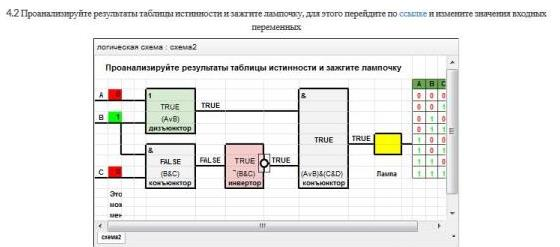 4.2 Проанализируйте результаты таблицы истинности и зажгите лампочку, для этого перейдите по ссылке и измените значения входных
переменных
логическая схема : схема2
Проанализируйте результаты таблицы истинности и зажгите лампочку
A B C
A 0
1
TRUE
(AvB)
дизъюнктор
TRUE
&
B 1
&
FALSE
(B&C)
конъюнктор
FALSE
TRUE
"(B&C)
инвертор
TRUE
TRUE
(AvB)&(C&D)
конъюнктор
TRUE
Лампа
C 0
0 0 0
0 0 1
0 1 0
0 1 1
1 0 0
1 0 1
1 1 0
1 1 1
Это
мож
мен
схема2